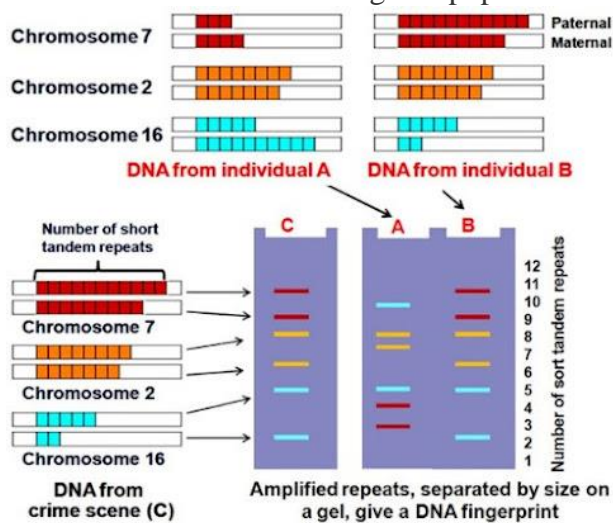 Paternal
Chromosome 7
Maternal
Chromosome 2
Chromosome 16
DNA from individual A
DNA from individual B
Number of short
tandem repeats
C
A
B
12
11
10
9
8
7
6
5
4
3
2
1
Number of sort tandem repeats
Chromosome 7
Chromosome 2
Chromosome 16
DNA from
crime scene (C)
Amplified repeats, separated by size on
a gel, give a DNA fingerprint